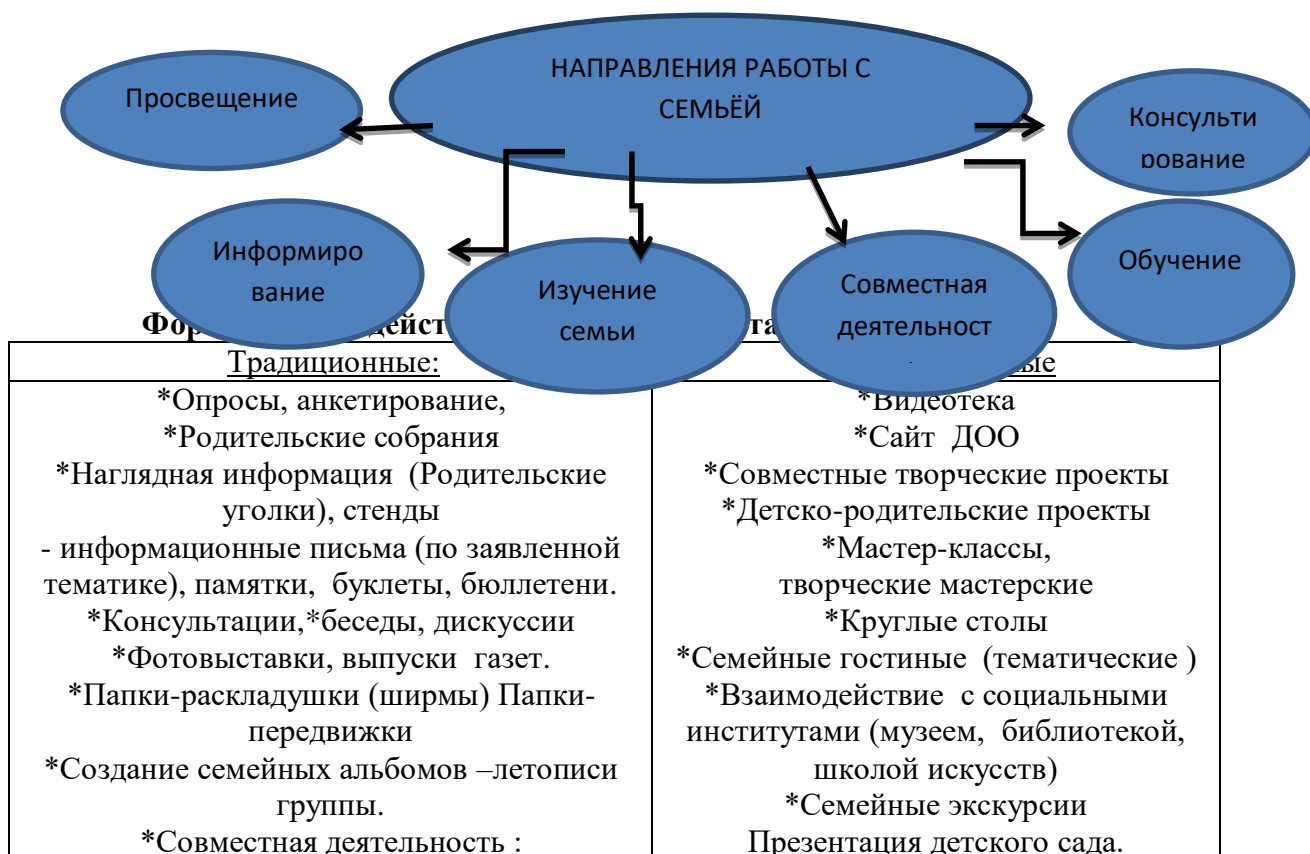 НАПРАВЛЕНИЯ РАБОТЫ С
СЕМЬЁЙ
Просвещение
Консульти
рование
Информиро
вание
Изучение
семьи
Совместная
деятельност
Обучение
Традиционные:
*Опросы, анкетирование,
*Родительские собрания
*Наглядная информация (Родительские
уголки), стенды
- информационные письма (по заявленной
тематике), памятки, буклеты, бюллетени.
*Консультации,*беседы, дискуссии
*Фотовыставки, выпуски газет.
*Папки-раскладушки (ширмы) Папки-
передвижки
*Создание семейных альбомов –летописи
группы.
*Совместная деятельность :
*Видеотека
*Сайт ДОО
*Совместные творческие проекты
*Детско-родительские проекты
*Мастер-классы,
творческие мастерские
*Круглые столы
*Семейные гостиные (тематические )
*Взаимодействие с социальными
институтами (музеем, библиотекой,
школой искусств)
*Семейные экскурсии
Презентация детского сада.